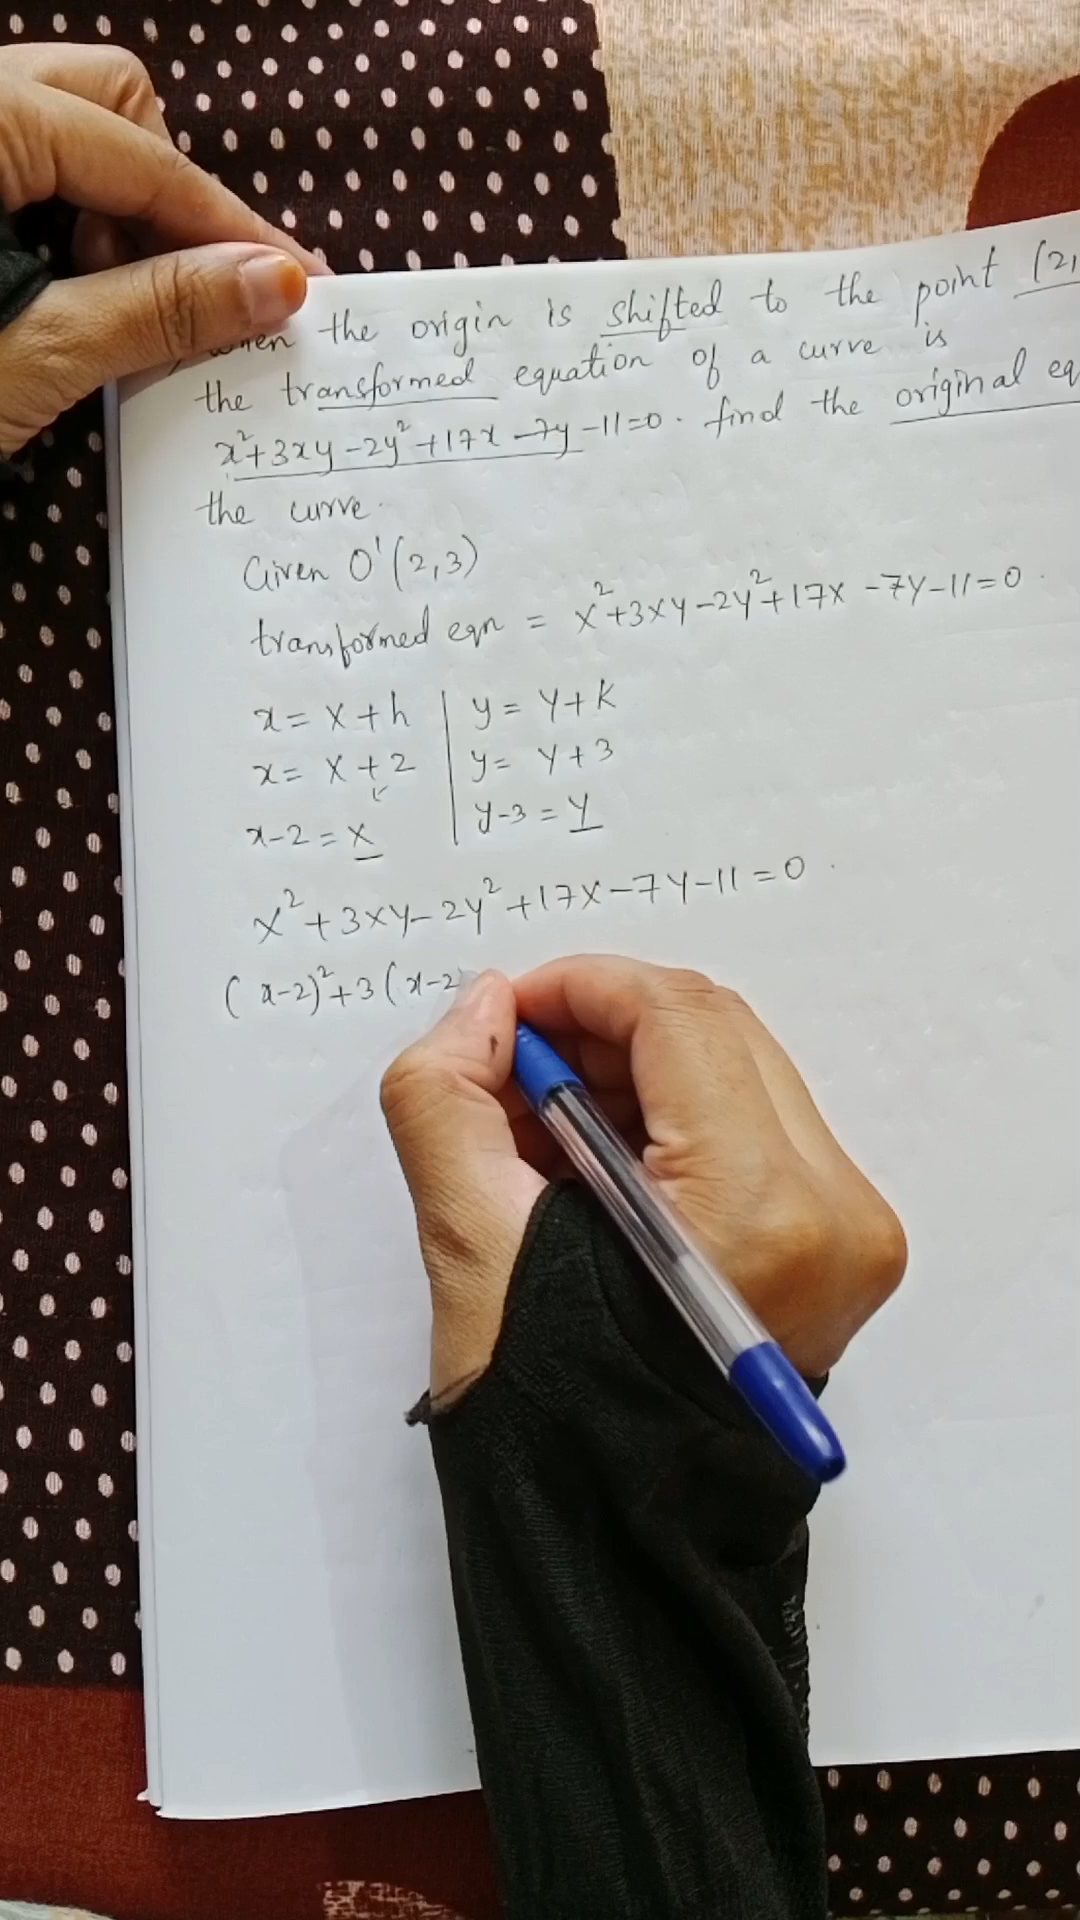 the origin is shifted to the point (2,
the transformed equation of a curve is
x²+3xy-2y²+17x-7y-11=0. find the original eq
the curve.
Given O'(2,3)
transformed eqn = X²+3XY-2Y²+17X-7Y-11=0.
x = X+h | y = Y+k
x = X+2 | y = Y+3
x-2 = X | y-3 = Y
X²+3XY-2Y²+17X-7Y-11=0.
(x-2)²+3(x-2